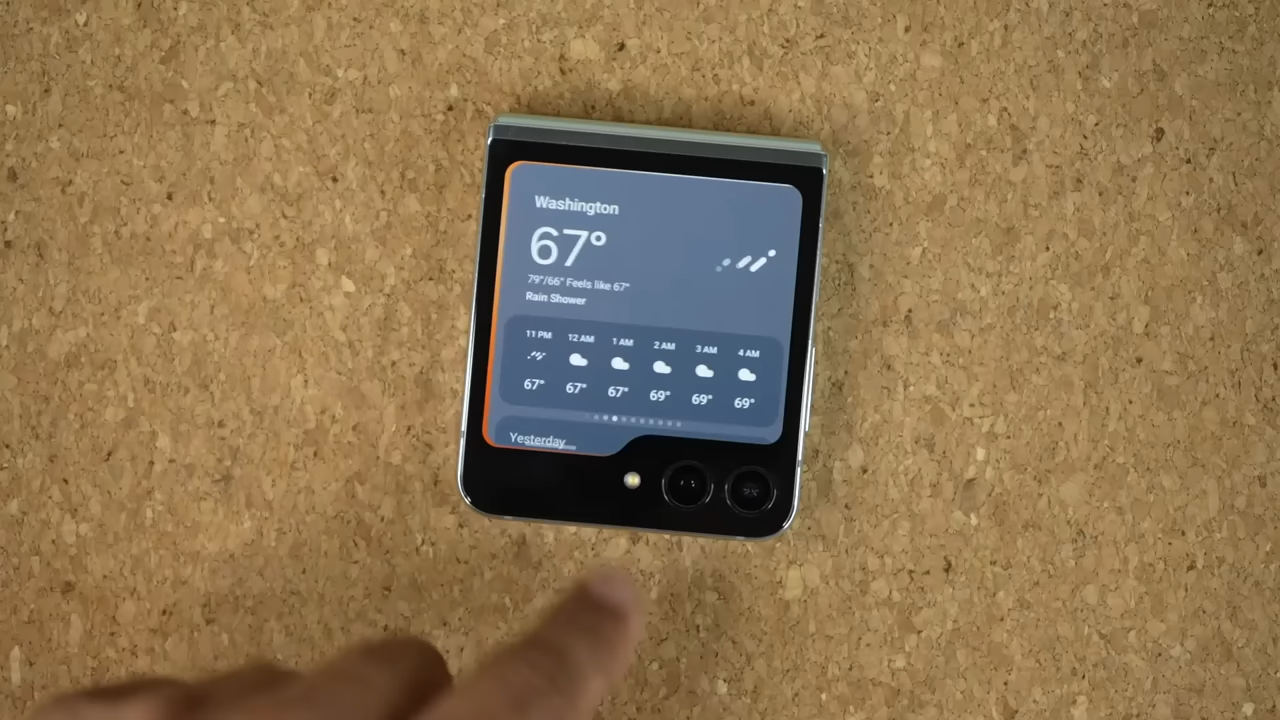 Washington
67°
79°/66° Feels like 67°
Rain Shower
11 PM 12 AM 1 AM 2 AM 3 AM 4 AM
67° 67° 67° 69° 69° 69°
Yesterday